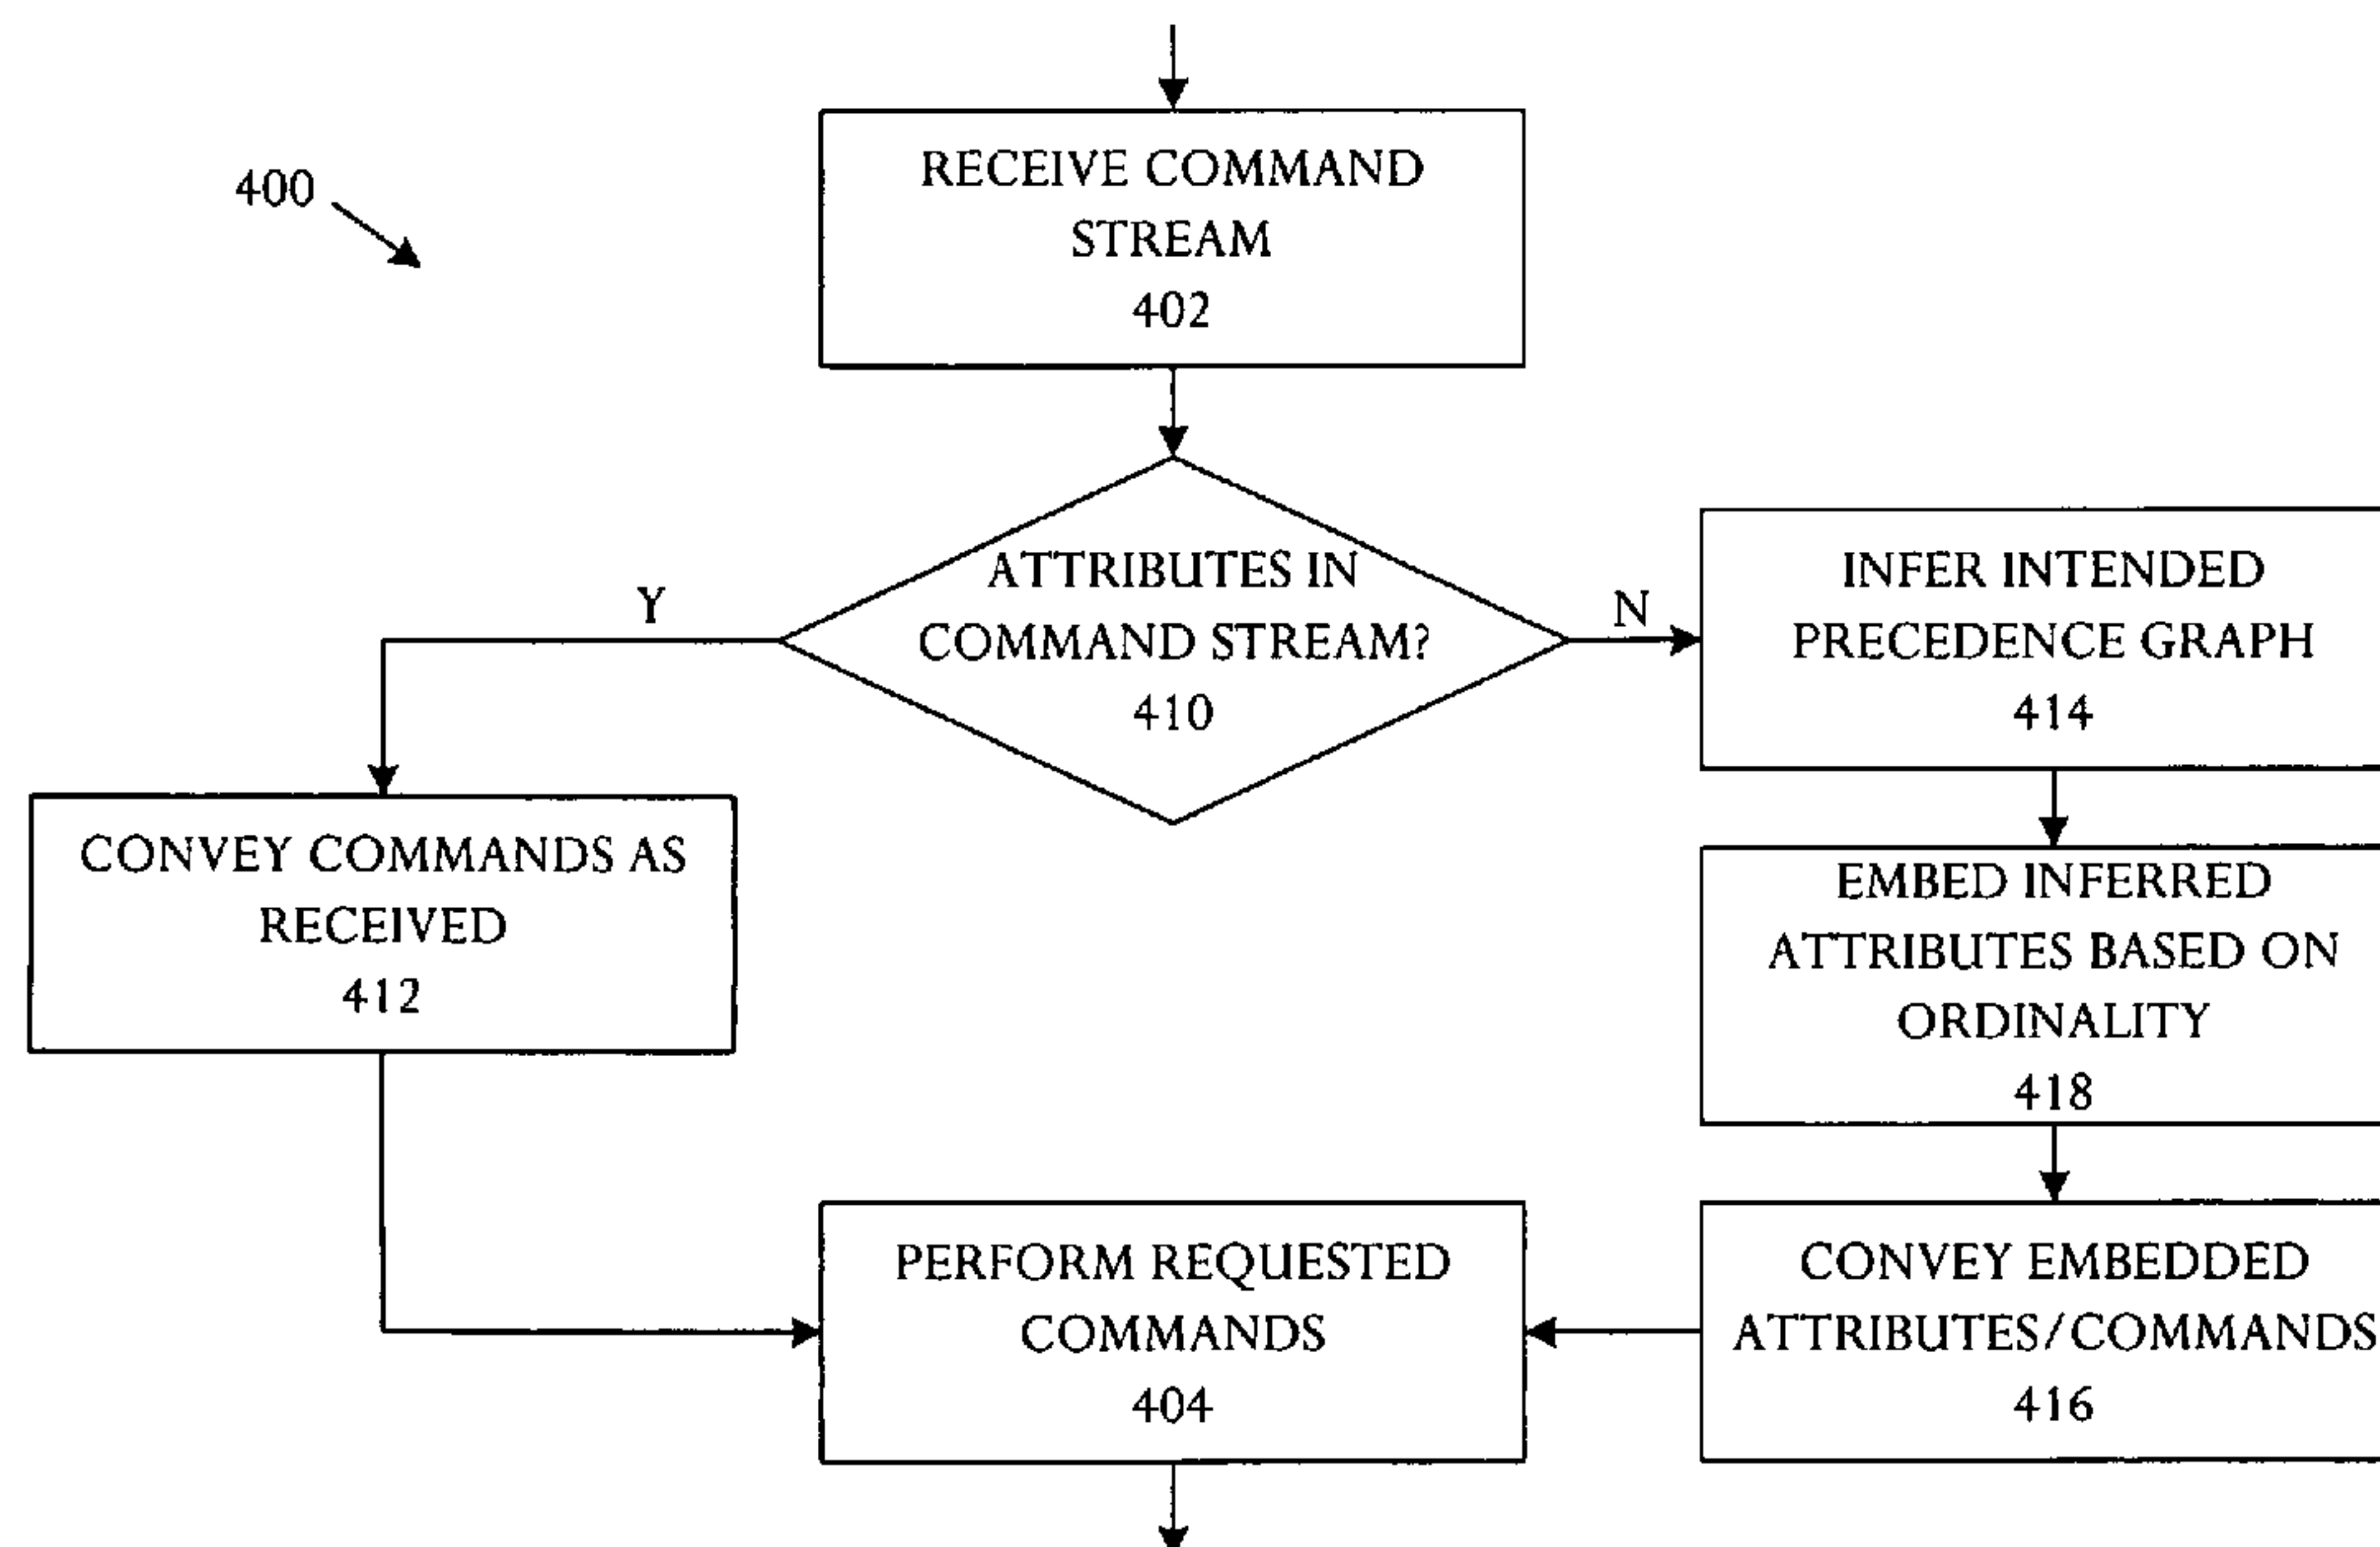 400
RECEIVE COMMAND
STREAM
402
ATTRIBUTES IN
COMMAND STREAM?
410
Y
N
INFER INTENDED
PRECEDENCE GRAPH
414
CONVEY COMMANDS AS
RECEIVED
412
EMBED INFERRED
ATTRIBUTES BASED ON
ORDINALITY
418
PERFORM REQUESTED
COMMANDS
404
CONVEY EMBEDDED
ATTRIBUTES/COMMANDS
416